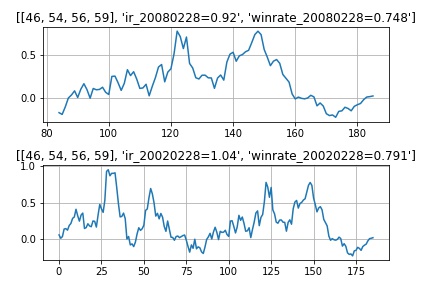 [[46, 54, 56, 59], 'ir_20080228=0.92', 'winrate_20080228=0.748']
0.5
0.0
80 100 120 140 160 180
[[46, 54, 56, 59], 'ir_20020228=1.04', 'winrate_20020228=0.791']
1.0
0.5
0.0
0 25 50 75 100 125 150 175